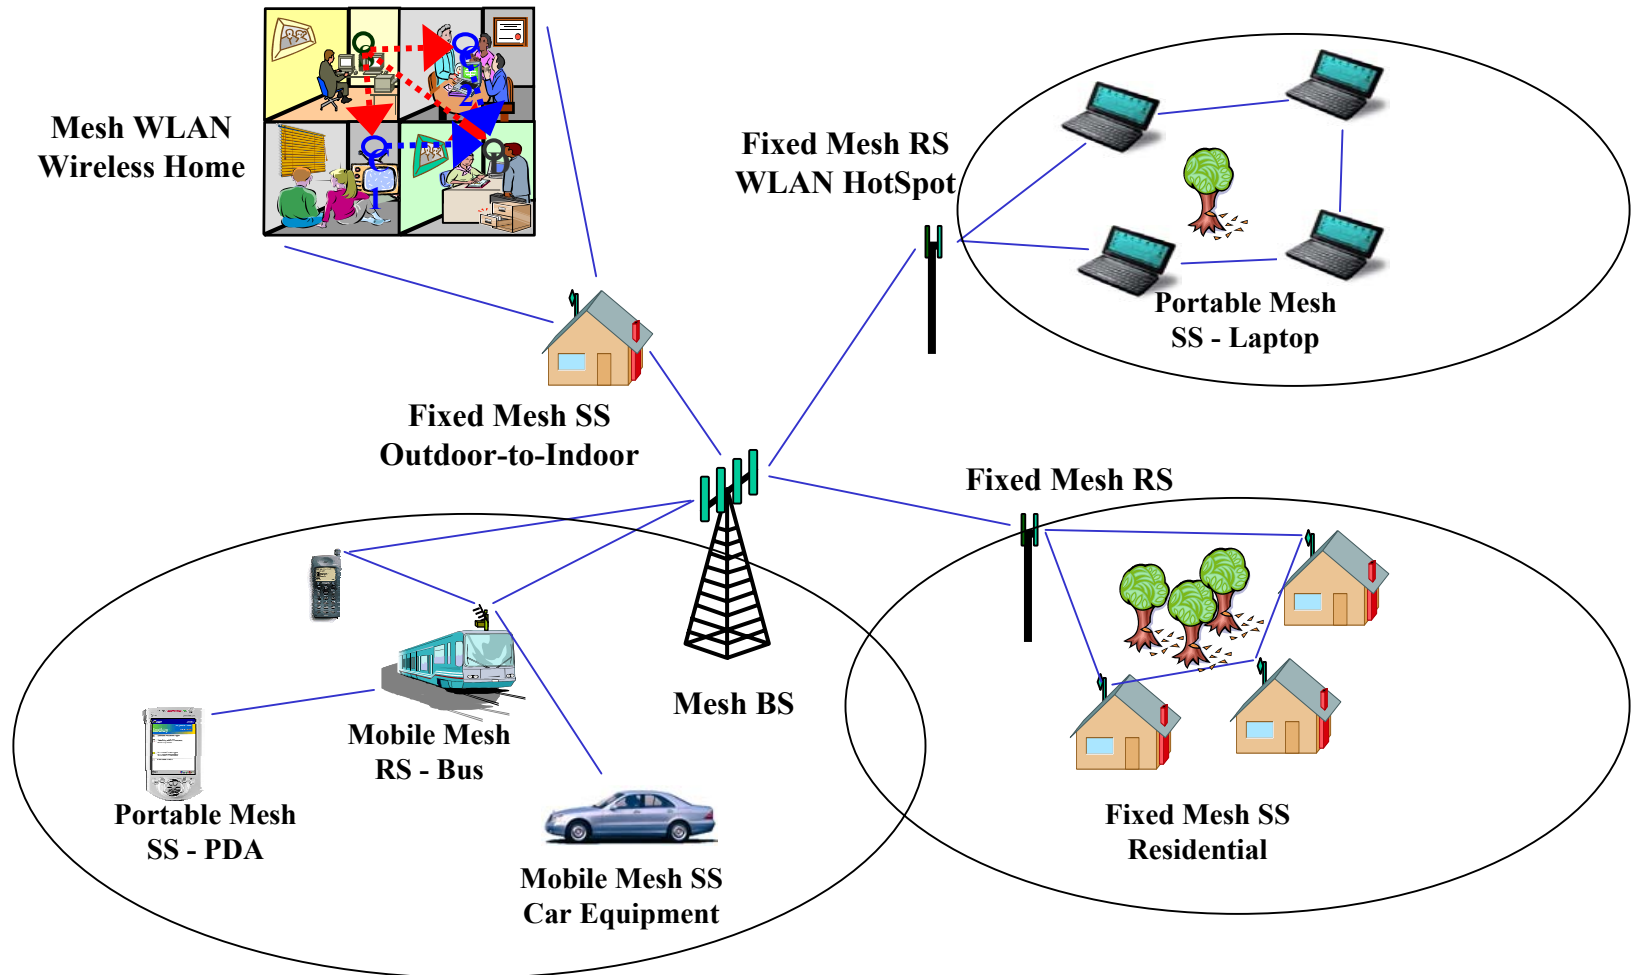 Mesh WLAN
Wireless Home
2
1
Fixed Mesh RS
WLAN HotSpot
Portable Mesh
SS - Laptop
Fixed Mesh SS
Outdoor-to-Indoor
Fixed Mesh RS
Mesh BS
Mobile Mesh
RS - Bus
Portable Mesh
SS - PDA
Mobile Mesh SS
Car Equipment
Fixed Mesh SS
Residential